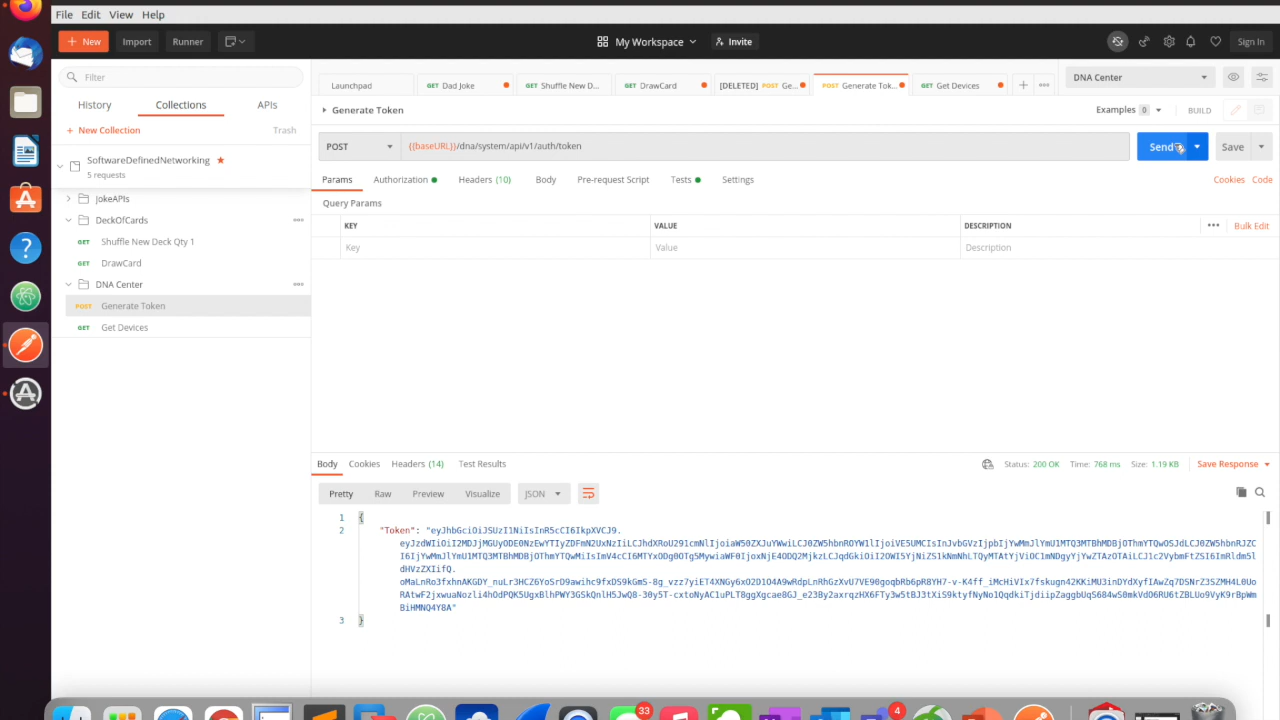 File Edit View Help
New Import Runner My Workspace Invite Sign In
Filter
History Collections APIs
+ New Collection Trash
SoftwareDefinedNetworking
5 requests
JokeAPIs
DeckOfCards
GET Shuffle New Deck Qty 1
GET DrawCard
DNA Center
POST Generate Token
GET Get Devices
Launchpad GET Dad Joke GET Shuffle New D... GET DrawCard [DELETED] POST Ge... POST Generate Tok... GET Get Devices DNA Center
Generate Token Examples 0 BUILD
POST {{baseURL}}/dna/system/api/v1/auth/token Send Save
Params Authorization Headers (10) Body Pre-request Script Tests Settings Cookies Code
Query Params
KEY VALUE DESCRIPTION Bulk Edit
Key Value Description
Body Cookies Headers (14) Test Results Status: 200 OK Time: 768 ms Size: 1.19 KB Save Response
Pretty Raw Preview Visualize JSON
1 {
2 "Token": "eyJhbGciOiJSUzI1NiIsInR5cCI6IkpXVCJ9.
3 }
33
4